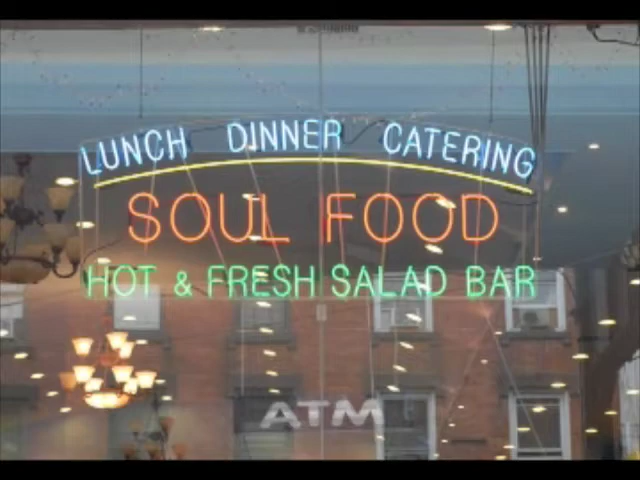 LUNCH DINNER CATERING
SOUL FOOD
HOT & FRESH SALAD BAR
ATM